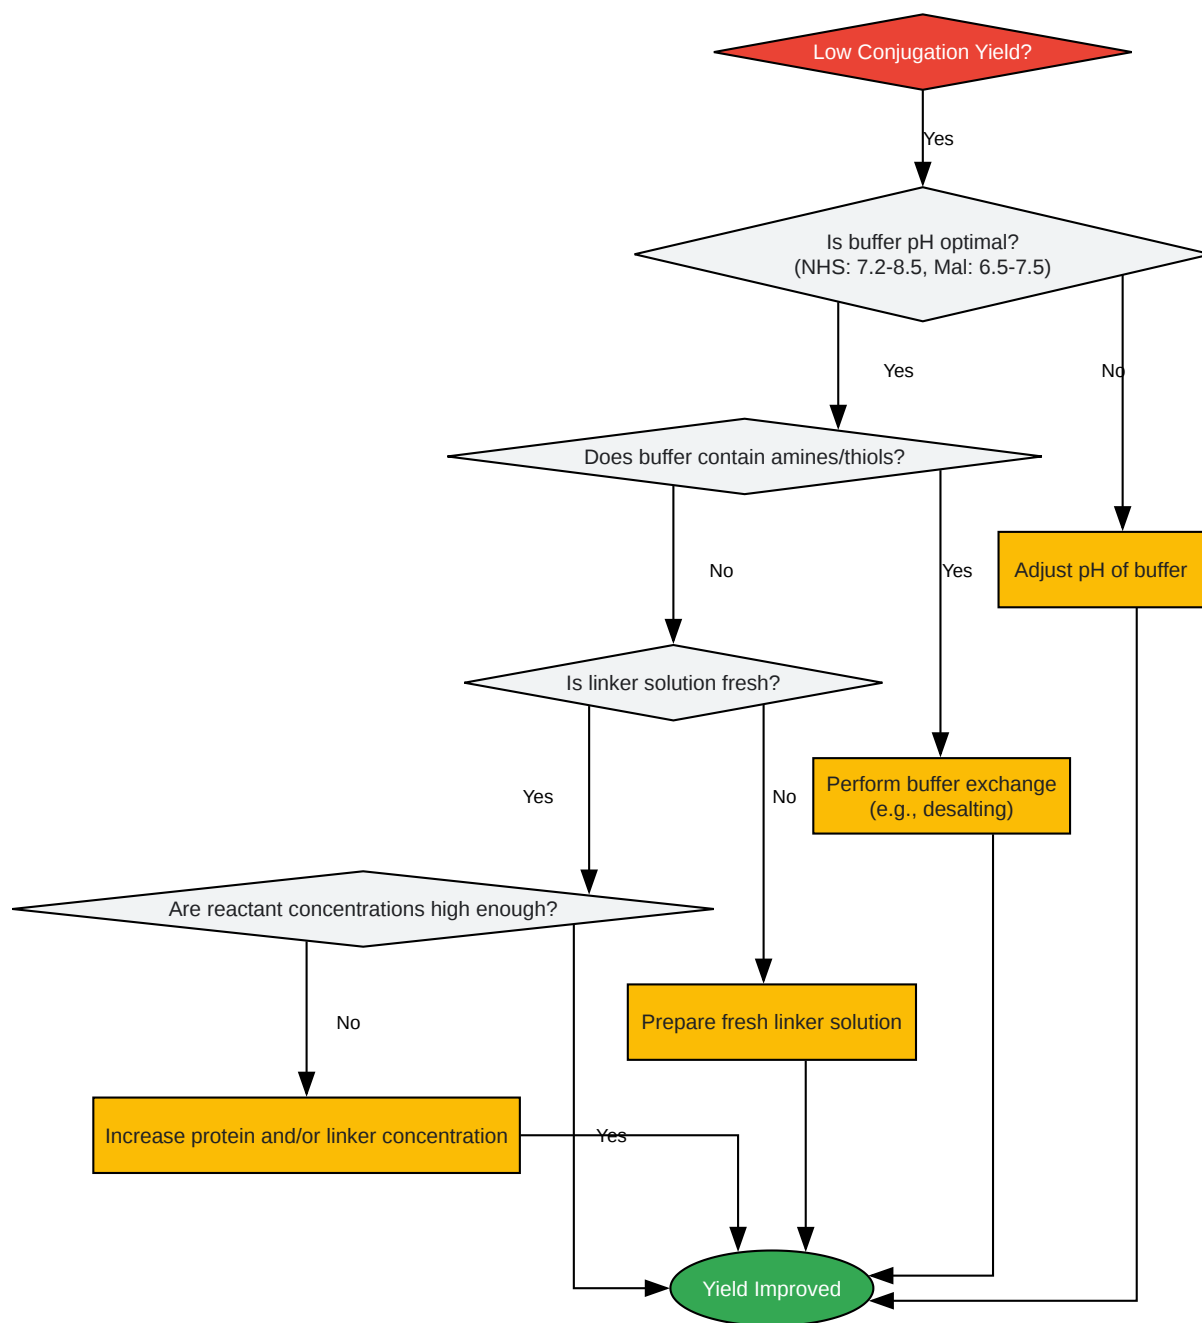 Low Conjugation Yield?
Yes
Is buffer pH optimal?
(NHS: 7.2-8.5, Mal: 6.5-7.5)
Yes
No
Does buffer contain amines/thiols?
No
Yes
Adjust pH of buffer
Is linker solution fresh?
Yes
No
Perform buffer exchange
(e.g., desalting)
Are reactant concentrations high enough?
No
Prepare fresh linker solution
Increase protein and/or linker concentration
Yes
Yield Improved